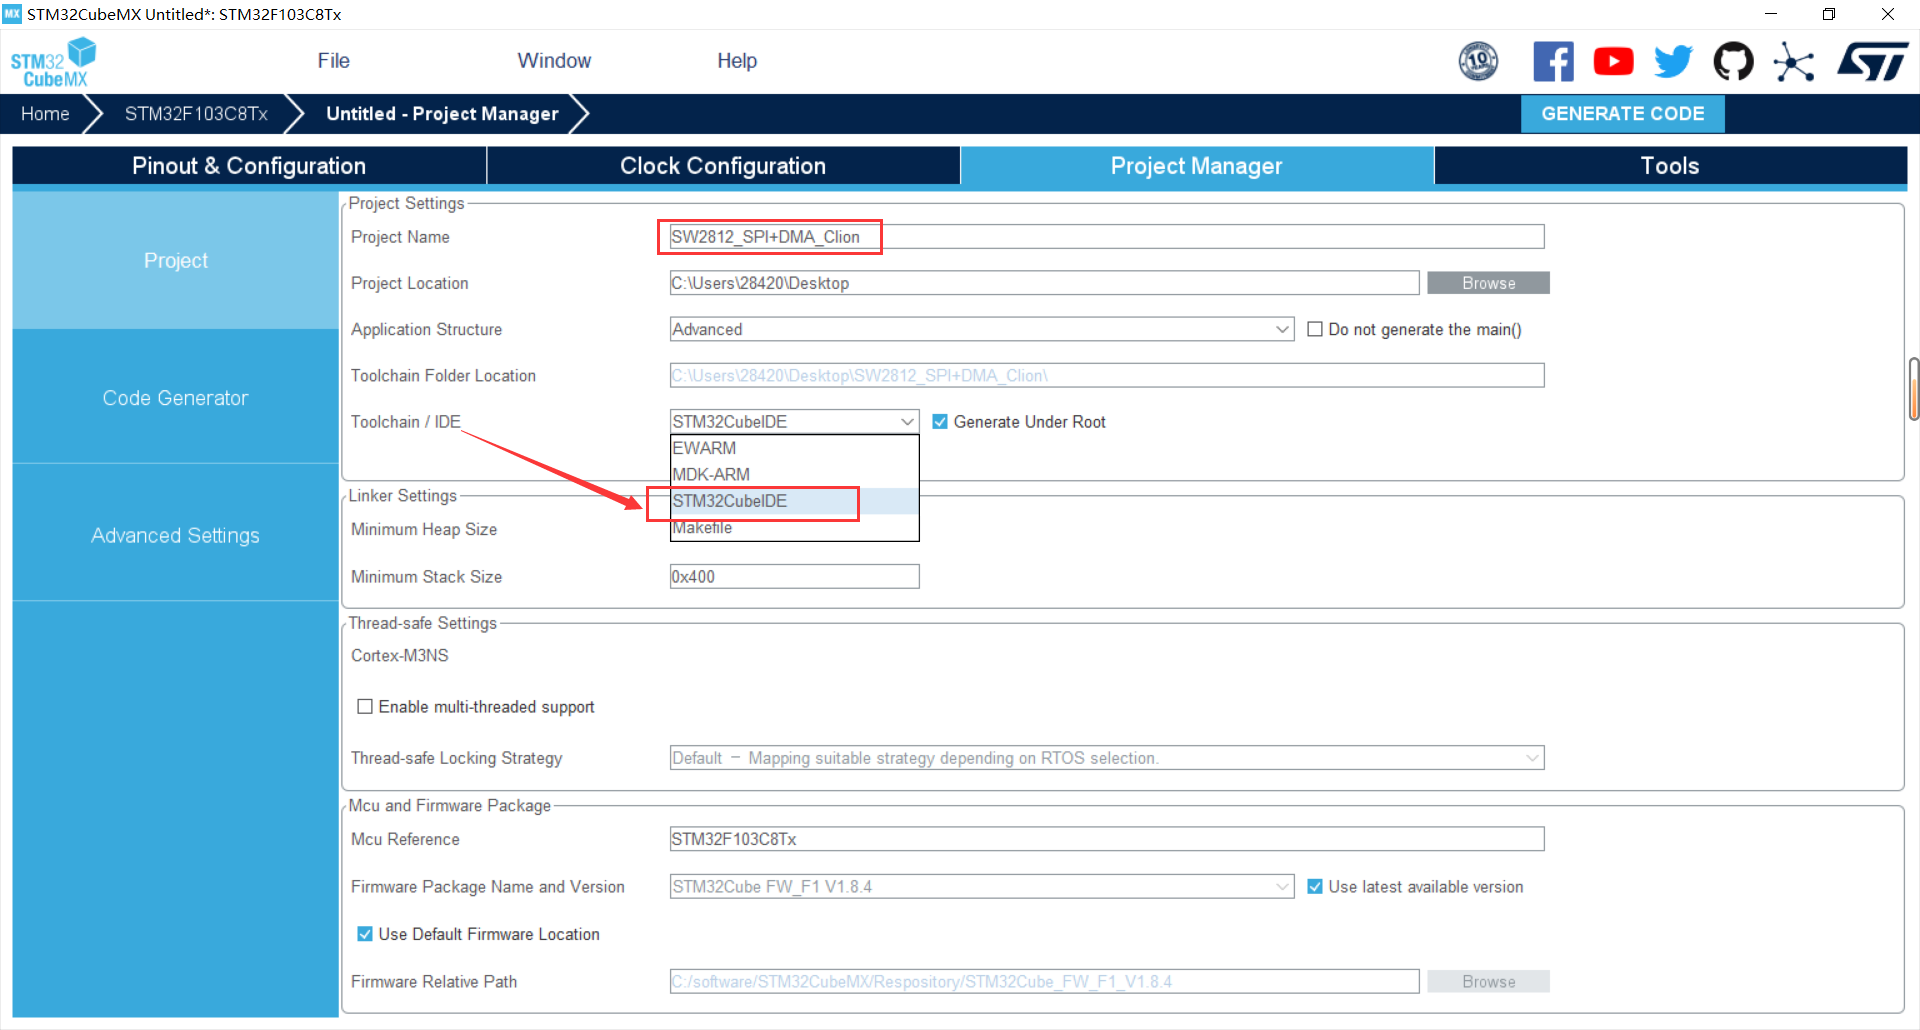 MX STM32CubeMX Untitled*: STM32F103C8Tx
STM32 CubeMX
File Window Help
10 YEARS
ST
Home STM32F103C8Tx Untitled - Project Manager GENERATE CODE
Pinout & Configuration Clock Configuration Project Manager Tools
Project
Code Generator
Advanced Settings
Project Settings
Project Name SW2812_SPI+DMA_Clion
Project Location C:\Users\28420\Desktop Browse
Application Structure Advanced Do not generate the main()
Toolchain Folder Location C:\Users\28420\Desktop\SW2812_SPI+DMA_Clion\
Toolchain / IDE STM32CubeIDE Generate Under Root
EWARM
MDK-ARM
STM32CubeIDE
Makefile
Linker Settings
Minimum Heap Size
Minimum Stack Size 0x400
Thread-safe Settings
Cortex-M3NS
Enable multi-threaded support
Thread-safe Locking Strategy Default – Mapping suitable strategy depending on RTOS selection.
Mcu and Firmware Package
Mcu Reference STM32F103C8Tx
Firmware Package Name and Version STM32Cube FW_F1 V1.8.4 Use latest available version
Use Default Firmware Location
Firmware Relative Path C:/software/STM32CubeMX/Respository/STM32Cube_FW_F1_V1.8.4 Browse